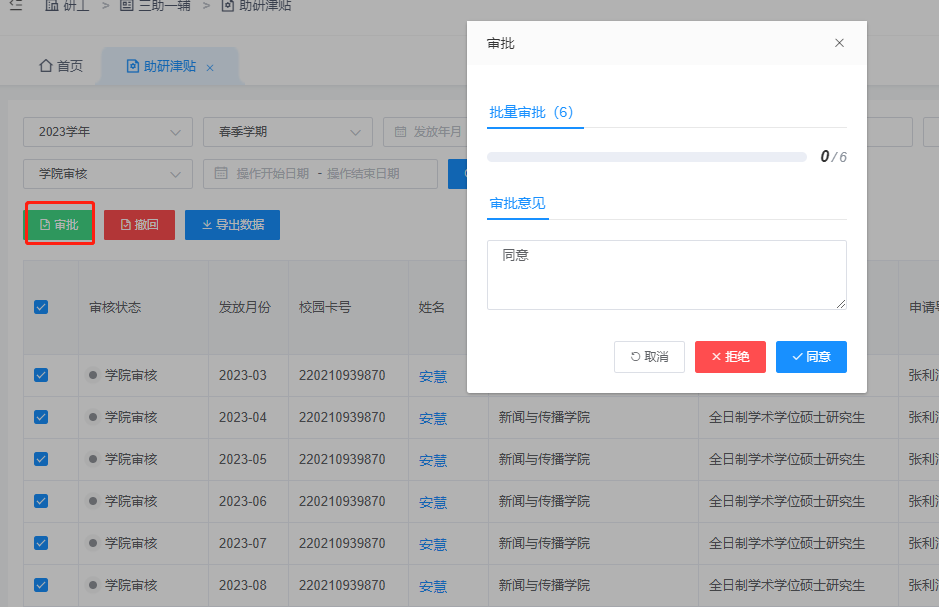 研工 > 三助一辅 > 助研津贴
首页 助研津贴 ×
2023学年 春季学期 发放年月
学院审核 操作开始日期 - 操作结束日期
审批 撤回 导出数据
审核状态 发放月份 校园卡号 姓名
学院审核 2023-03 220210939870 安慧
学院审核 2023-04 220210939870 安慧 新闻与传播学院 全日制学术学位硕士研究生
学院审核 2023-05 220210939870 安慧 新闻与传播学院 全日制学术学位硕士研究生
学院审核 2023-06 220210939870 安慧 新闻与传播学院 全日制学术学位硕士研究生
学院审核 2023-07 220210939870 安慧 新闻与传播学院 全日制学术学位硕士研究生
学院审核 2023-08 220210939870 安慧 新闻与传播学院 全日制学术学位硕士研究生
申请
张利
张利
张利
张利
张利
张利
审批
批量审批（6）
0/6
审批意见
同意
取消 拒绝 同意